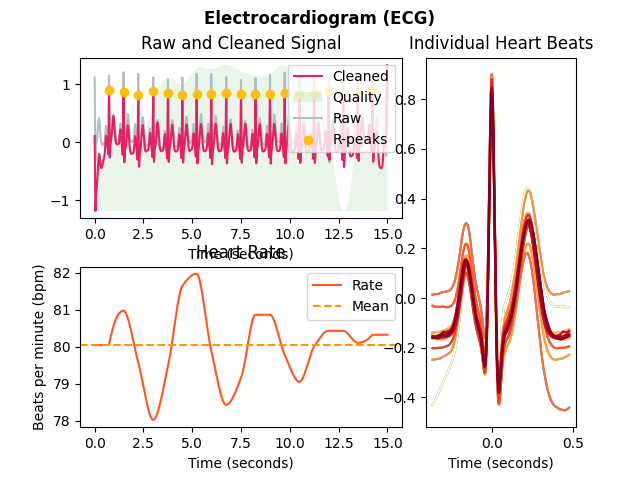 Electrocardiogram (ECG)
Raw and Cleaned Signal
Cleaned
Quality
Raw
R-peaks
1
0
−1
0.0 2.5 5.0 7.5 10.0 12.5 15.0
Time (seconds)
Heart Rate
Rate
Mean
Beats per minute (bpm)
82
81
80
79
78
0.0 2.5 5.0 7.5 10.0 12.5 15.0
Time (seconds)
Individual Heart Beats
0.8
0.6
0.4
0.2
0.0
−0.2
−0.4
0.0 0.5
Time (seconds)